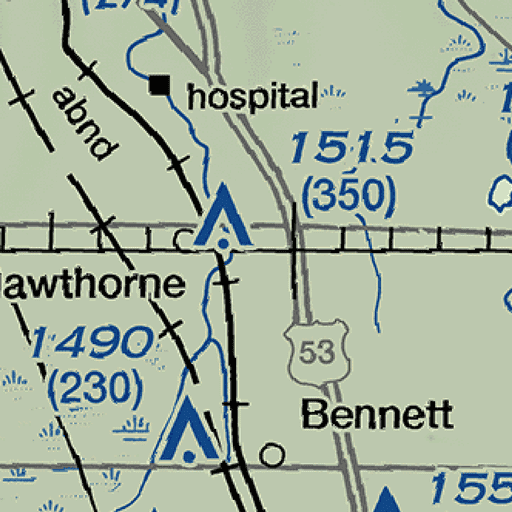 hospital
abnd
1515
(350)
awthorne
1490
(230)
53
Bennett
155